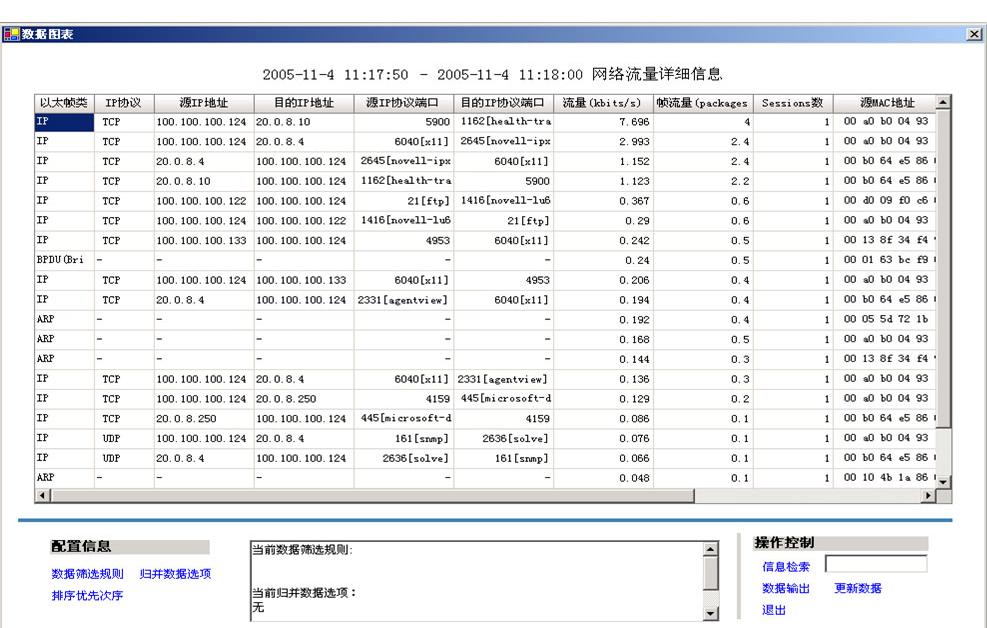 数据图表
2005-11-4 11:17:50 - 2005-11-4 11:18:00 网络流量详细信息
以太帧类 IP协议 源IP地址 目的IP地址 源IP协议端口 目的IP协议端口 流量(kbits/s) 帧流量(packages Sessions数 源MAC地址
IP TCP 100.100.100.124 20.0.8.10 5900 1162[health-tra 7.696 4 1 00 a0 b0 04 93
IP TCP 100.100.100.124 20.0.8.4 6040[x11] 2645[novell-ipx 2.993 2.4 1 00 a0 b0 04 93
IP TCP 20.0.8.4 100.100.100.124 2645[novell-ipx 6040[x11] 1.152 2.4 1 00 b0 64 e5 86
IP TCP 20.0.8.10 100.100.100.124 1162[health-tra 5900 1.123 2.2 1 00 b0 64 e5 86
IP TCP 100.100.100.122 100.100.100.124 21[ftp] 1416[novell-lu6 0.367 0.6 1 00 d0 09 f0 c6
IP TCP 100.100.100.124 100.100.100.122 1416[novell-lu6 21[ftp] 0.29 0.6 1 00 a0 b0 04 93
IP TCP 100.100.100.133 100.100.100.124 4953 6040[x11] 0.242 0.5 1 00 13 8f 34 f4
BPDU(Bri - - - - - 0.24 0.5 1 00 01 63 bc f9
IP TCP 100.100.100.124 100.100.100.133 6040[x11] 4953 0.206 0.4 1 00 a0 b0 04 93
IP TCP 20.0.8.4 100.100.100.124 2331[agentview] 6040[x11] 0.194 0.4 1 00 b0 64 e5 86
ARP - - - - - 0.192 0.4 1 00 05 5d 72 1b
ARP - - - - - 0.168 0.5 1 00 a0 b0 04 93
ARP - - - - - 0.144 0.3 1 00 13 8f 34 f4
IP TCP 100.100.100.124 20.0.8.4 6040[x11] 2331[agentview] 0.136 0.3 1 00 a0 b0 04 93
IP TCP 100.100.100.124 20.0.8.250 4159 445[microsoft-d 0.129 0.2 1 00 a0 b0 04 93
IP TCP 20.0.8.250 100.100.100.124 445[microsoft-d 4159 0.086 0.1 1 00 b0 64 e5 86
IP UDP 100.100.100.124 20.0.8.4 161[snmp] 2636[solve] 0.076 0.1 1 00 a0 b0 04 93
IP UDP 20.0.8.4 100.100.100.124 2636[solve] 161[snmp] 0.066 0.1 1 00 b0 64 e5 86
ARP - - - - - 0.048 0.1 1 00 10 4b 1a 86
配置信息
数据筛选规则 归并数据选项
排序优先次序
当前数据筛选规则:
当前归并数据选项：
无
操作控制
信息检索
数据输出 更新数据
退出